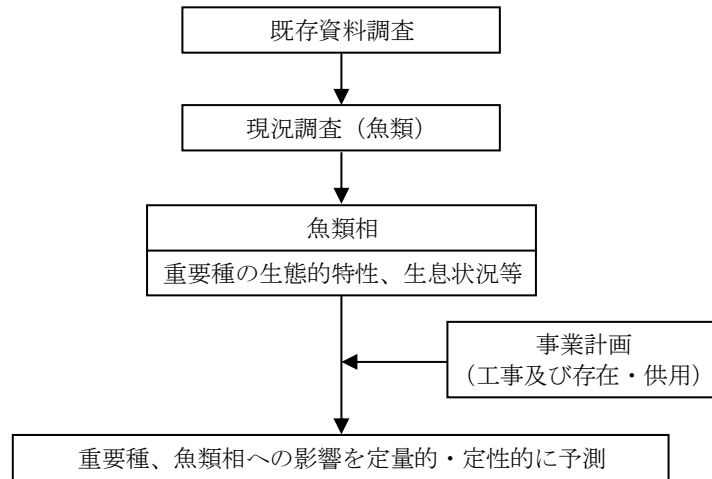 既存資料調査
現況調査（魚類）
魚類相
重要種の生態的特性、生息状況等
事業計画
（工事及び存在・供用）
重要種、魚類相への影響を定量的・定性的に予測